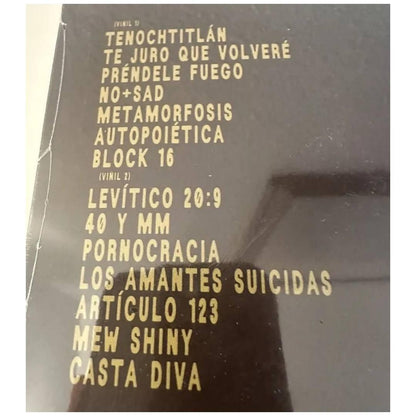 (VINIL 1)
TENOCHTITLÁN
TE JURO QUE VOLVERÉ
PRÉNDELE FUEGO
NO+SAD
METAMORFOSIS
AUTOPOIÉTICA
BLOCK 16
(VINIL 2)
LEVÍTICO 20:9
40 Y MM
PORNOCRACIA
LOS AMANTES SUICIDAS
ARTÍCULO 123
MEW SHINY
CASTA DIVA